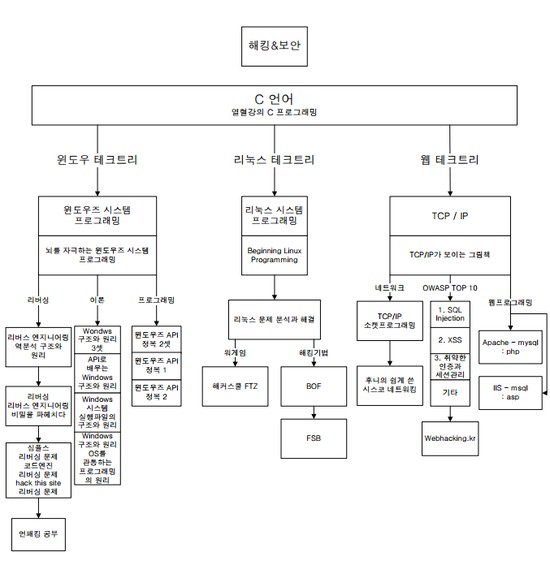 해킹&보안
C 언어
열혈강의 C 프로그래밍
윈도우 테크트리
리눅스 테크트리
웹 테크트리
윈도우즈 시스템
프로그래밍
뇌를 자극하는 윈도우즈 시스템
프로그래밍
리눅스 시스템
프로그래밍
Beginning Linux
Programming
TCP / IP
TCP/IP가 보이는 그림책
리버싱
이론
프로그래밍
리버스 엔지니어링
역분석 구조와
원리
리버싱
리버스 엔지니어링
비밀을 파헤치다
심플스
리버싱 문제
코드엔진
리버싱 문제
hack this site
리버싱 문제
언패킹 공부
Wondws
구조와 원리
3셋
API로
배우는
Windows
구조와 원리
Windows
시스템
실행파일의
구조와 원리
Windows
구조와 원리
OS를
관통하는
프로그래밍
의 원리
윈도우즈 API
정복 2셋
윈도우즈 API
정복 1
윈도우즈 API
정복 2
리눅스 문제 분석과 해결
워게임
해킹기법
해커스쿨 FTZ
BOF
FSB
네트워크
OWASP TOP 10
웹프로그래밍
TCP/IP
소켓프로그래밍
후니의 쉽게 쓴
시스코 네트워킹
1. SQL
Injection
2. XSS
3. 취약한
인증과
세션관리
기타
Webhacking.kr
Apache - mysql
: php
IIS - msql
: asp